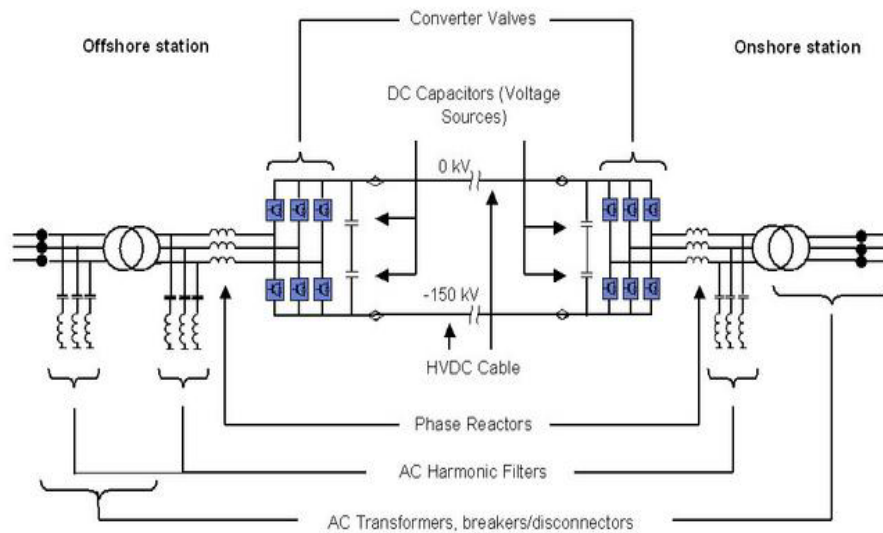 Converter Valves
Offshore station
Onshore station
DC Capacitors (Voltage
Sources)
0 kV
-150 kV
HVDC Cable
Phase Reactors
AC Harmonic Filters
AC Transformers, breakers/disconnectors